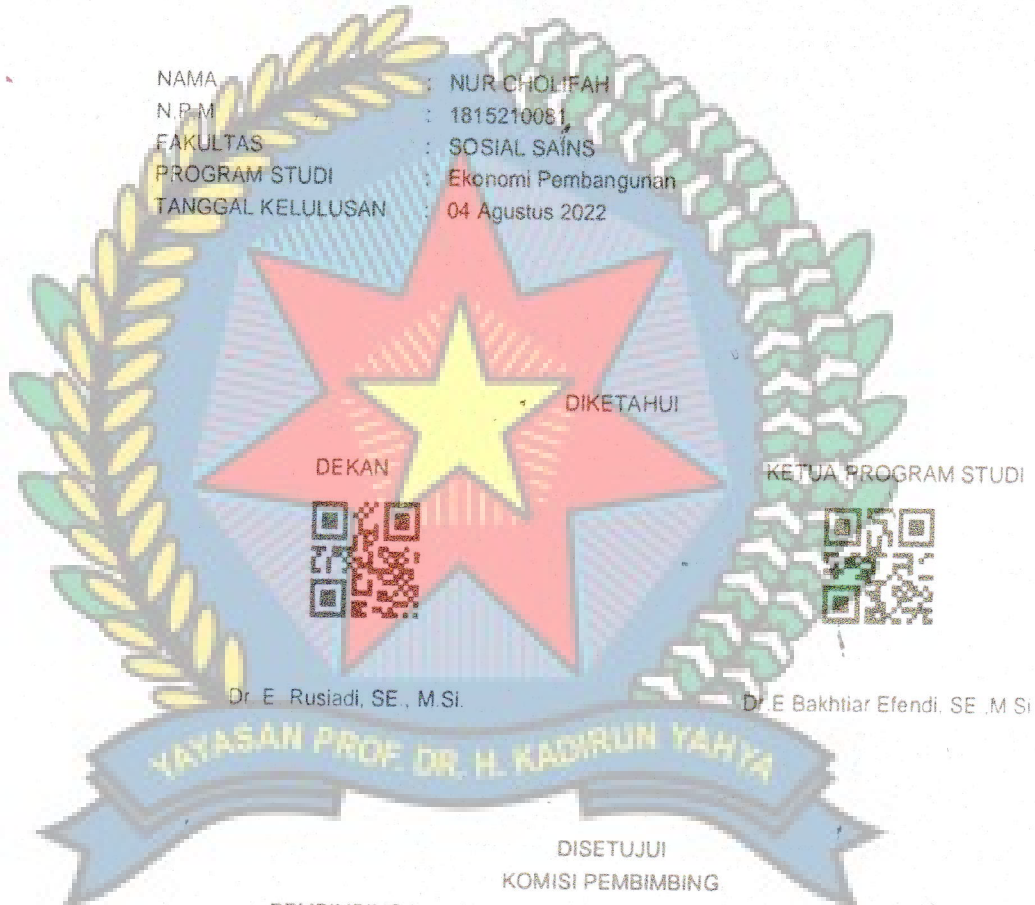 NAMA : NUR CHOLIFAH
N.P.M : 1815210081
FAKULTAS : SOSIAL SAINS
PROGRAM STUDI : Ekonomi Pembangunan
TANGGAL KELULUSAN : 04 Agustus 2022
DIKETAHUI
DEKAN KETUA PROGRAM STUDI
Dr. E. Rusiadi, SE., M.Si. Dr.E Bakhtiar Efendi, SE.,M.Si
YAYASAN PROF. DR. H. KADIRUN YAHYA
DISETUJUI
KOMISI PEMBIMBING